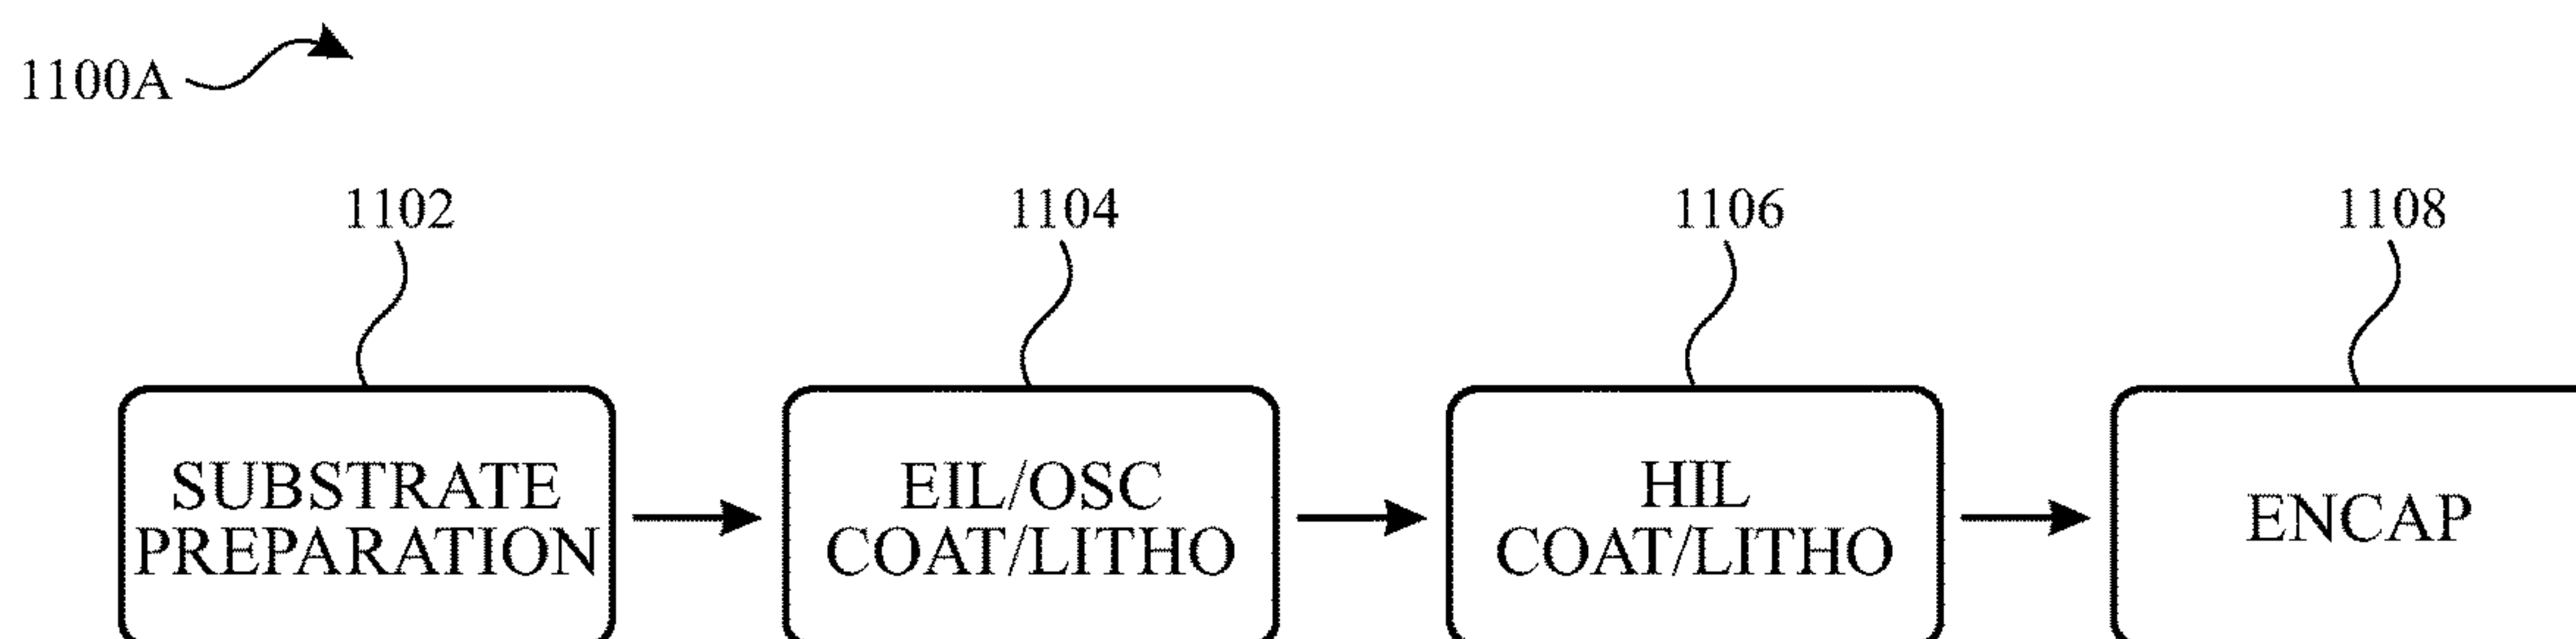 1100A
1102
1104
1106
1108
SUBSTRATE
PREPARATION
EIL/OSC
COAT/LITHO
HIL
COAT/LITHO
ENCAP